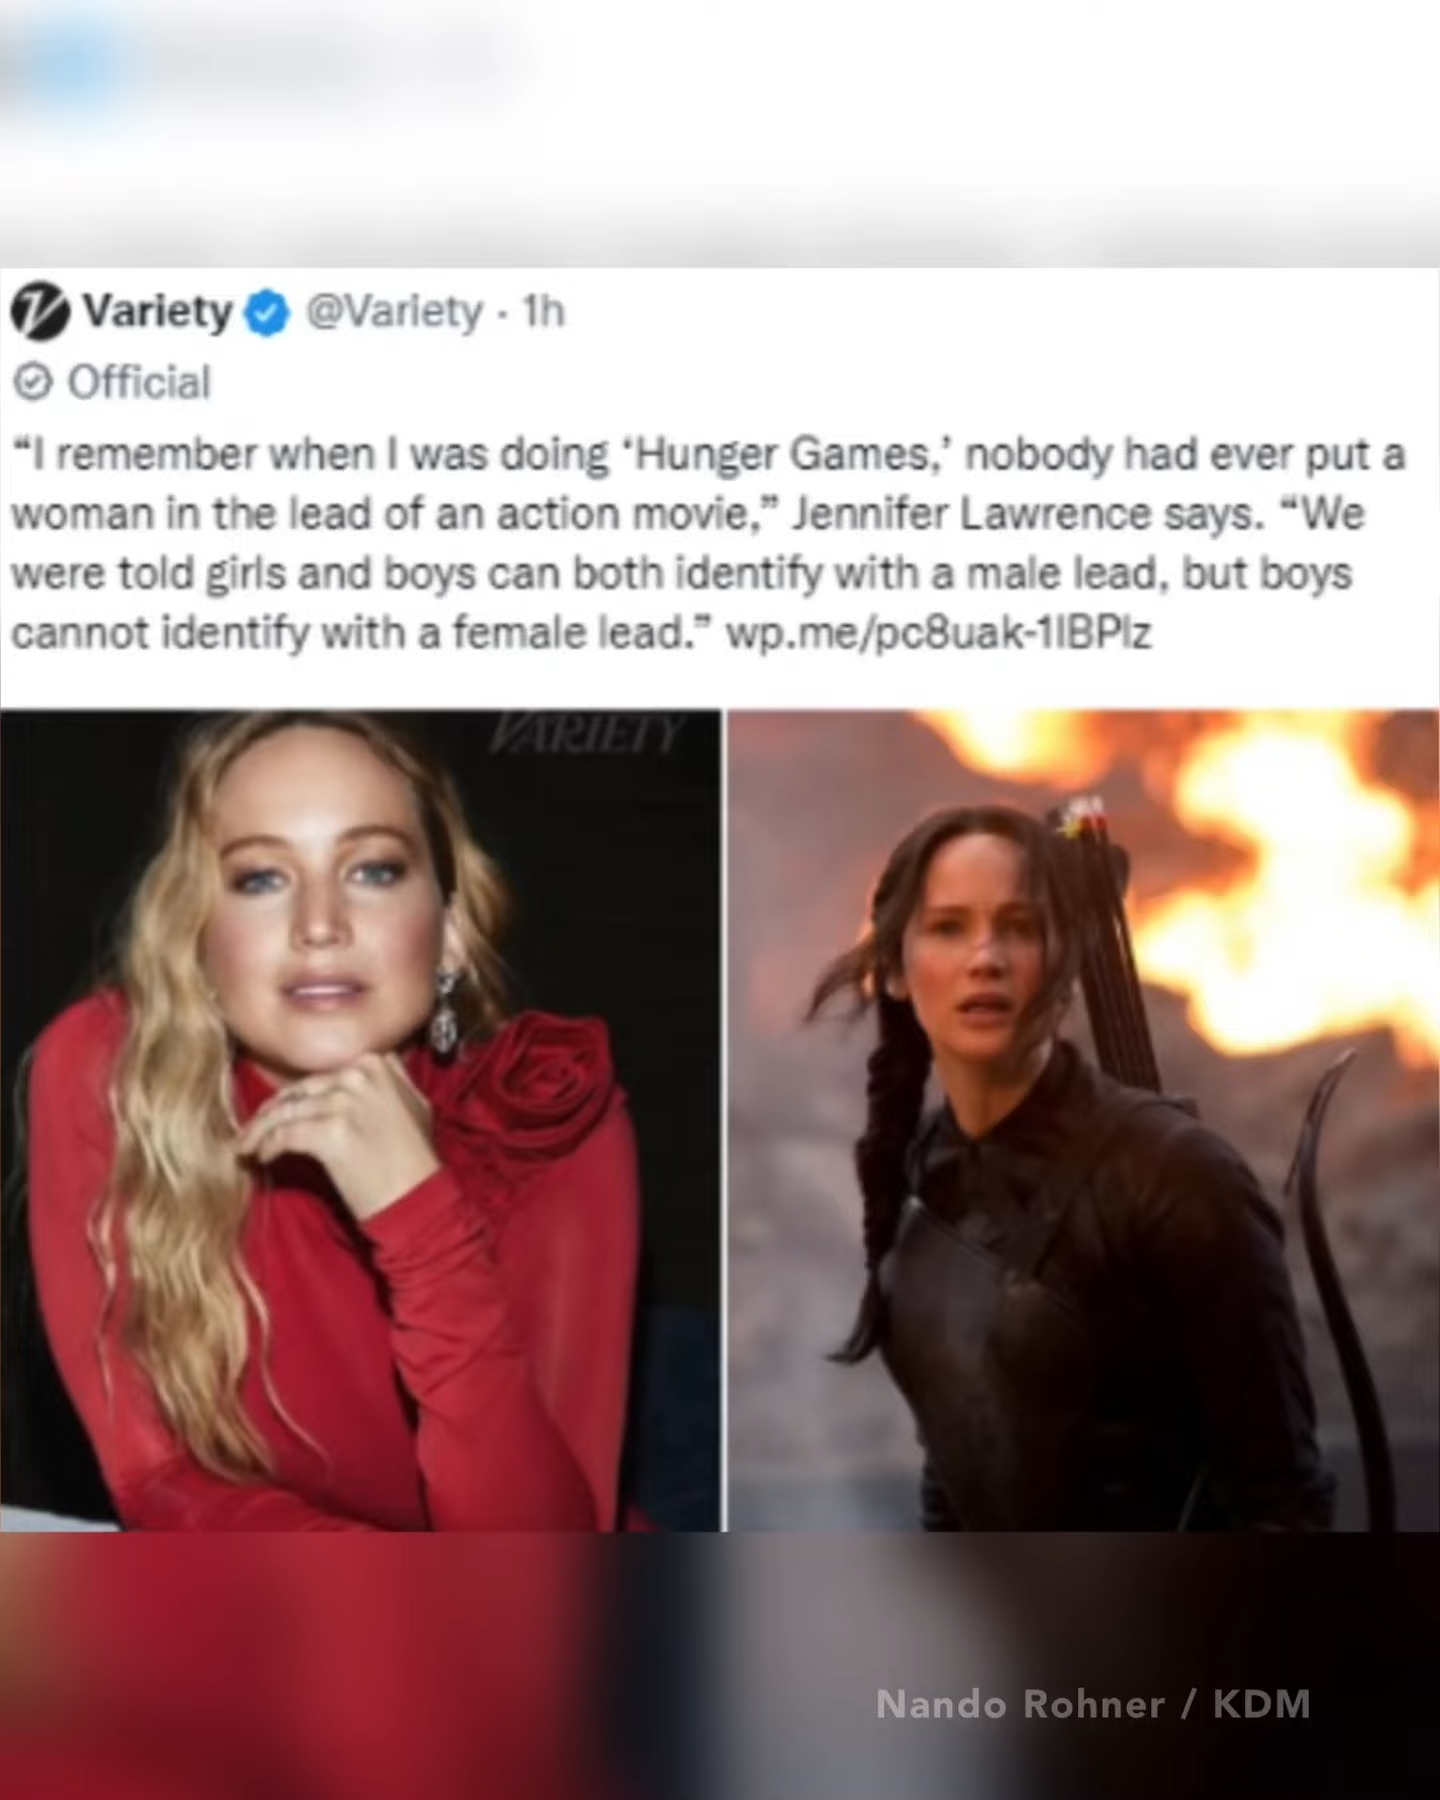 Variety @Variety · 1h
Official
“I remember when I was doing ‘Hunger Games,’ nobody had ever put a
woman in the lead of an action movie,” Jennifer Lawrence says. “We
were told girls and boys can both identify with a male lead, but boys
cannot identify with a female lead.” wp.me/pc8uak-1lBPlz
VARIETY
Nando Rohner / KDM